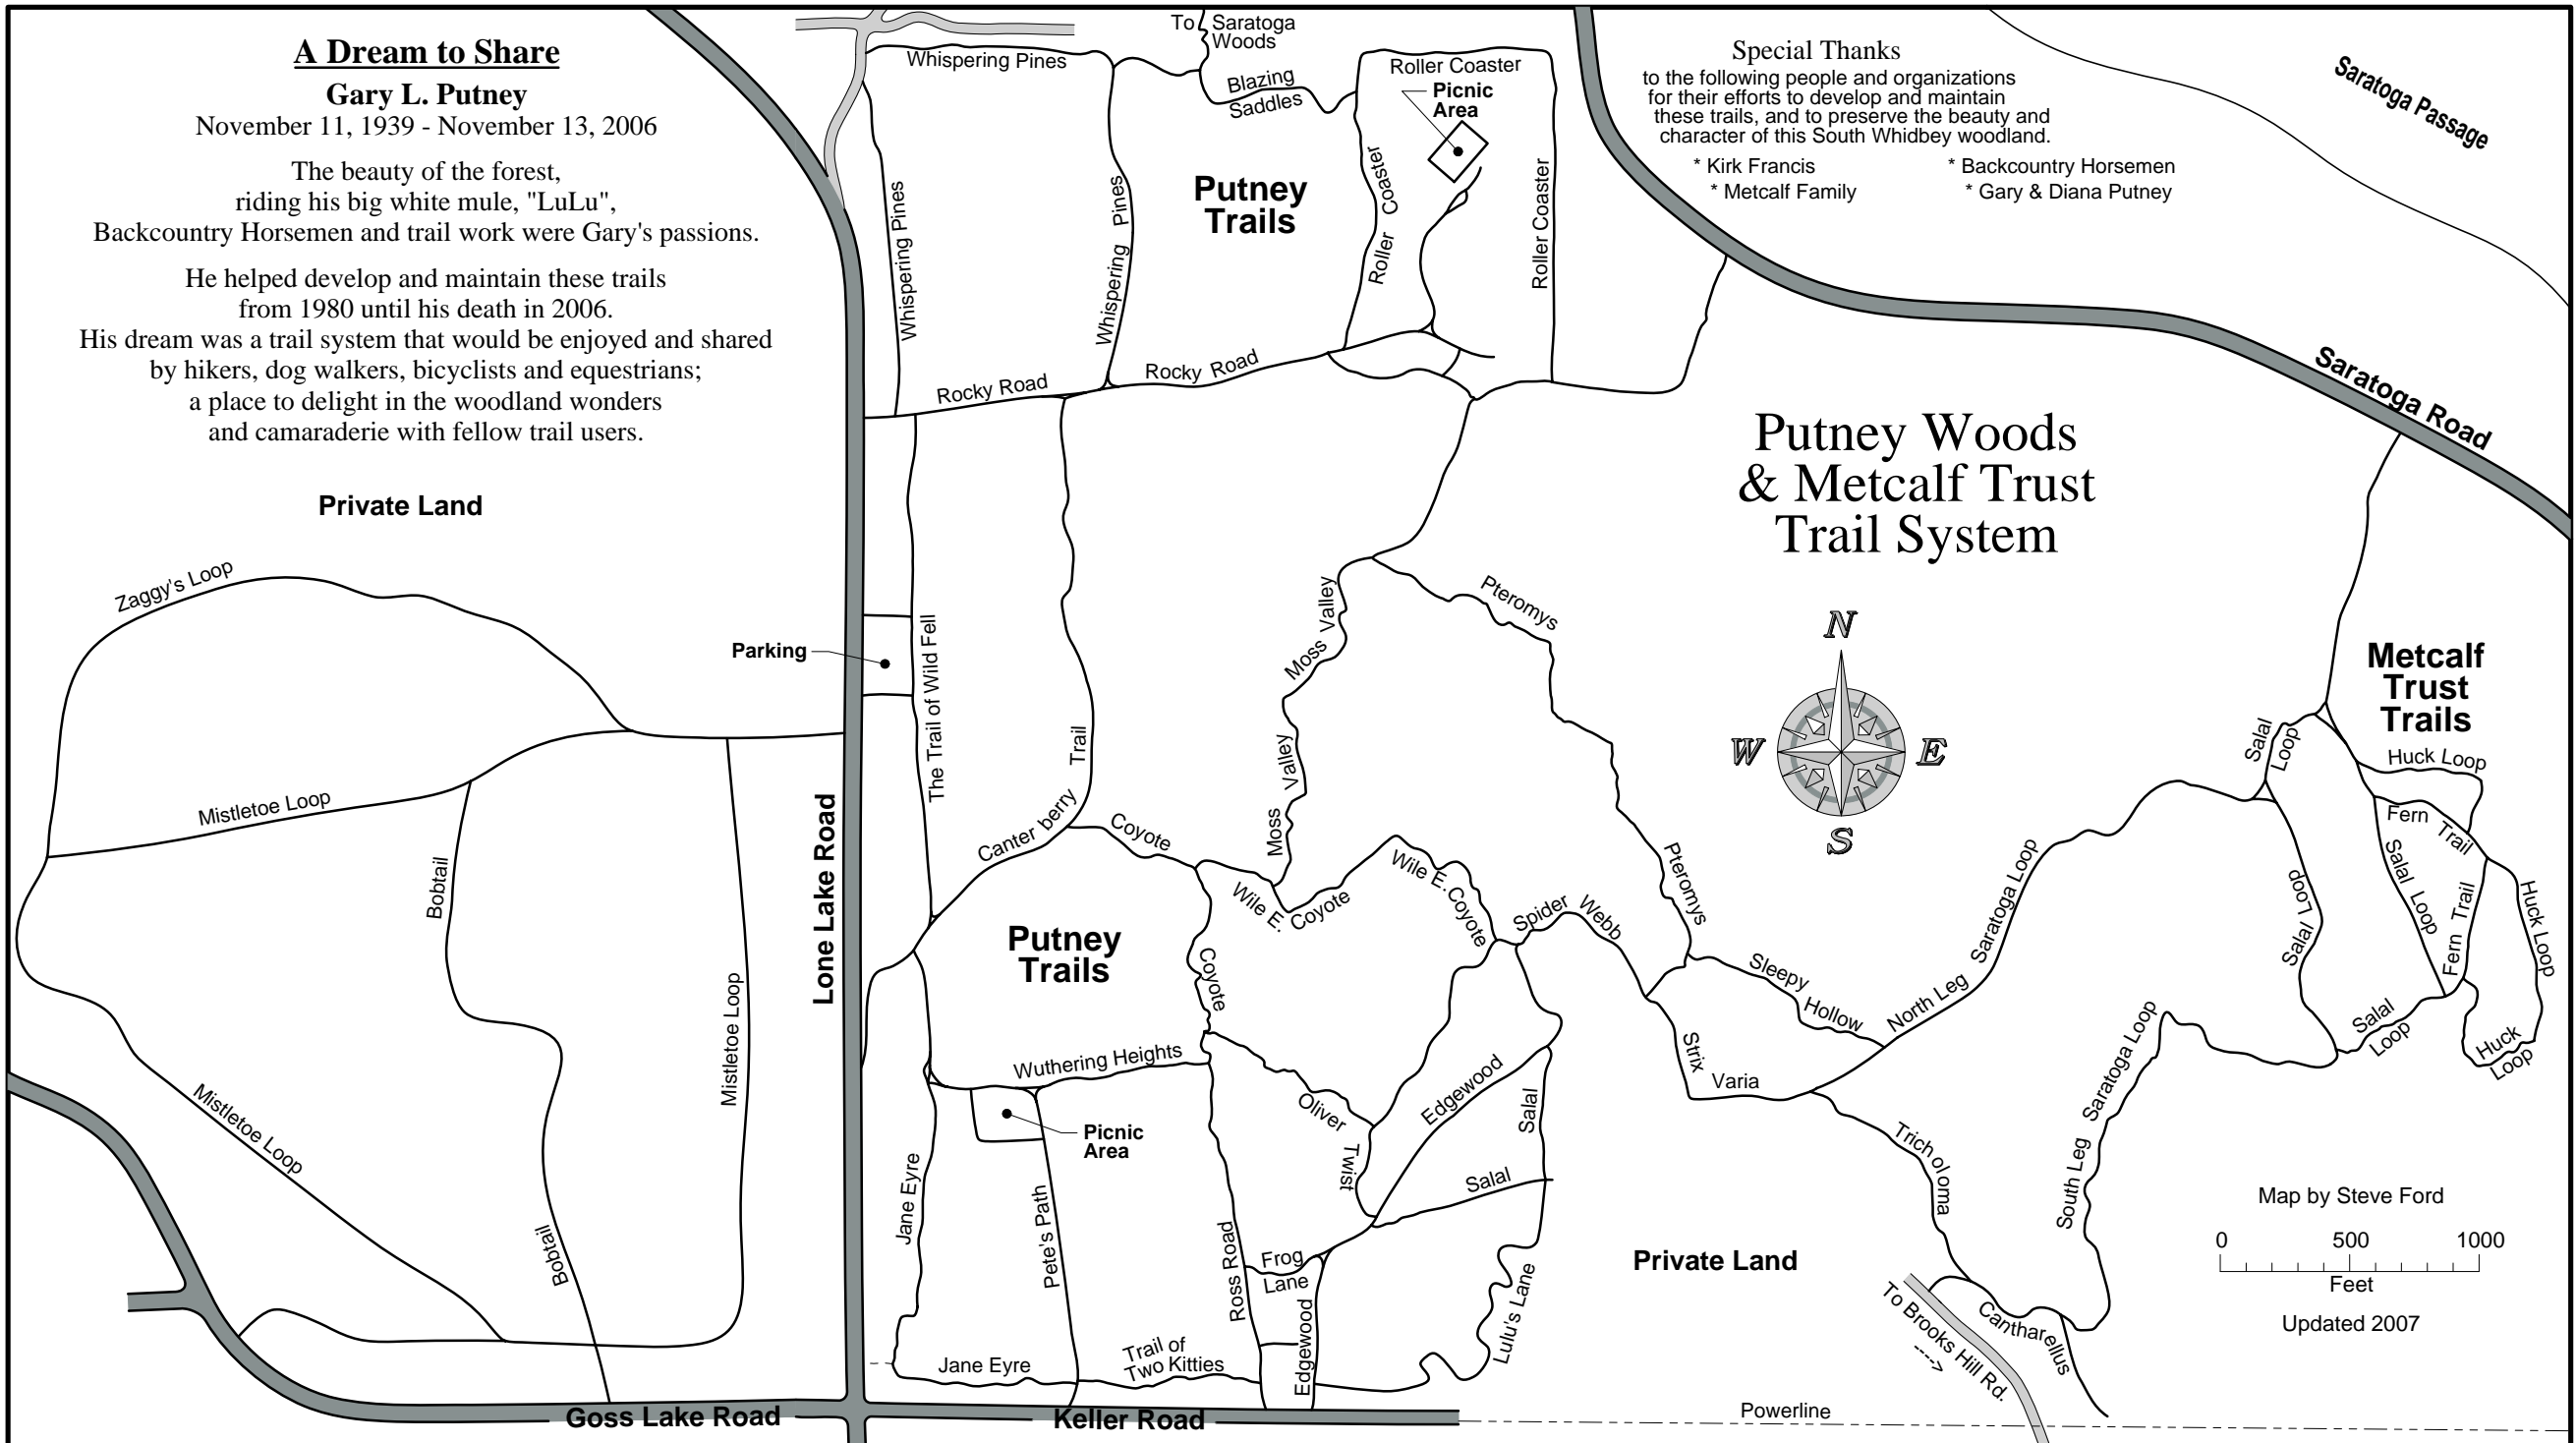 A Dream to Share
Gary L. Putney
November 11, 1939 - November 13, 2006
The beauty of the forest,
riding his big white mule, "LuLu",
Backcountry Horsemen and trail work were Gary's passions.
He helped develop and maintain these trails
from 1980 until his death in 2006.
His dream was a trail system that would be enjoyed and shared
by hikers, dog walkers, bicyclists and equestrians;
a place to delight in the woodland wonders
and camaraderie with fellow trail users.
Private Land
Zaggy's Loop
Mistletoe Loop
Bobtail
Mistletoe Loop
Mistletoe Loop
Bobtail
Parking
Lone Lake Road
Goss Lake Road
Keller Road
To Saratoga
Woods
Whispering Pines
Whispering Pines
Whispering Pines
Blazing
Saddles
Roller Coaster
Picnic
Area
Roller Coaster
Roller Coaster
Putney
Trails
Rocky Road
Rocky Road
The Trail of Wild Fell
Canter berry Trail
Coyote
Coyote
Moss Valley
Moss Valley
Wile E. Coyote
Wile E. Coyote
Pteromys
Pteromys
Spider Webb
Sleepy
Hollow
Strix
Varia
Putney
Trails
Wuthering Heights
Picnic
Area
Jane Eyre
Jane Eyre
Pete's Path
Ross Road
Oliver
Twist
Edgewood
Salal
Salal
Frog
Lane
Edgewood
Trail of
Two Kitties
Lulu's Lane
Private Land
Special Thanks
to the following people and organizations
for their efforts to develop and maintain
these trails, and to preserve the beauty and
character of this South Whidbey woodland.
* Kirk Francis
* Backcountry Horsemen
* Metcalf Family
* Gary & Diana Putney
Saratoga Passage
Saratoga Road
Putney Woods
& Metcalf Trust
Trail System
N
W
E
S
Metcalf
Trust
Trails
Salal
Loop
Huck Loop
Fern Trail
Salal Loop
Salal Loop
Fern Trail
Huck Loop
Salal
Loop
Huck
Loop
North Leg Saratoga Loop
South Leg Saratoga Loop
Trich ol oma
Cantharellus
To Brooks Hill Rd.
---->
Powerline
Map by Steve Ford
0 500 1000
Feet
Updated 2007